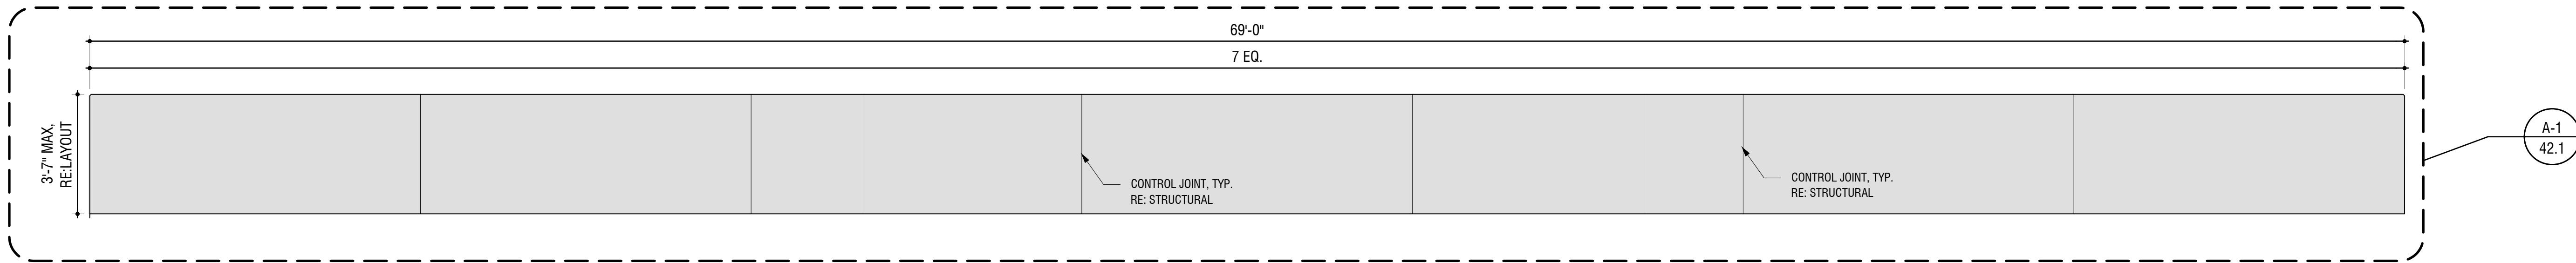 69'-0"
7 EQ.
3'-7" MAX,
RE:LAYOUT
CONTROL JOINT, TYP.
RE: STRUCTURAL
CONTROL JOINT, TYP.
RE: STRUCTURAL
A-1
42.1